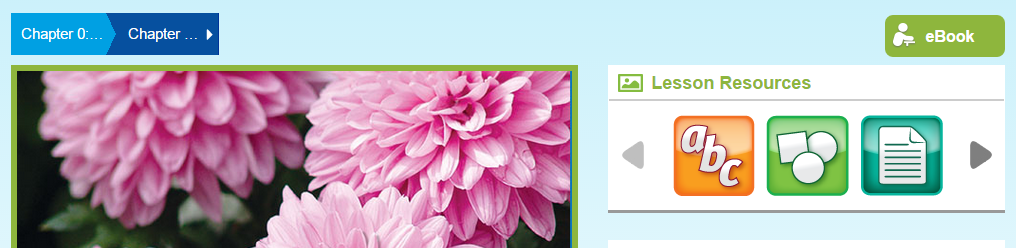 Chapter 0:...
Chapter ...
eBook
Lesson Resources
abc